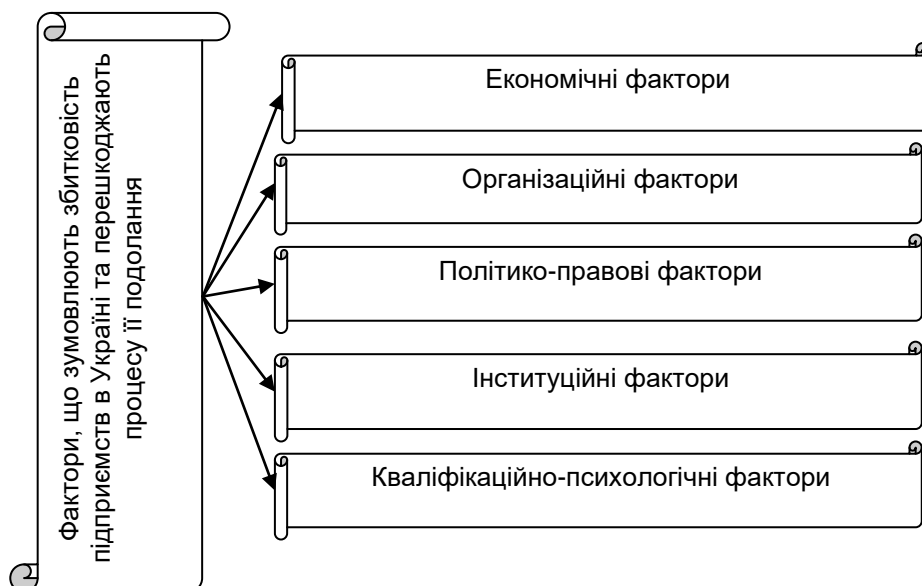 Фактори, що зумовлюють збитковість
підприємств в Україні та перешкоджають
процесу її подолання
Економічні фактори
Організаційні фактори
Політико-правові фактори
Інституційні фактори
Кваліфікаційно-психологічні фактори